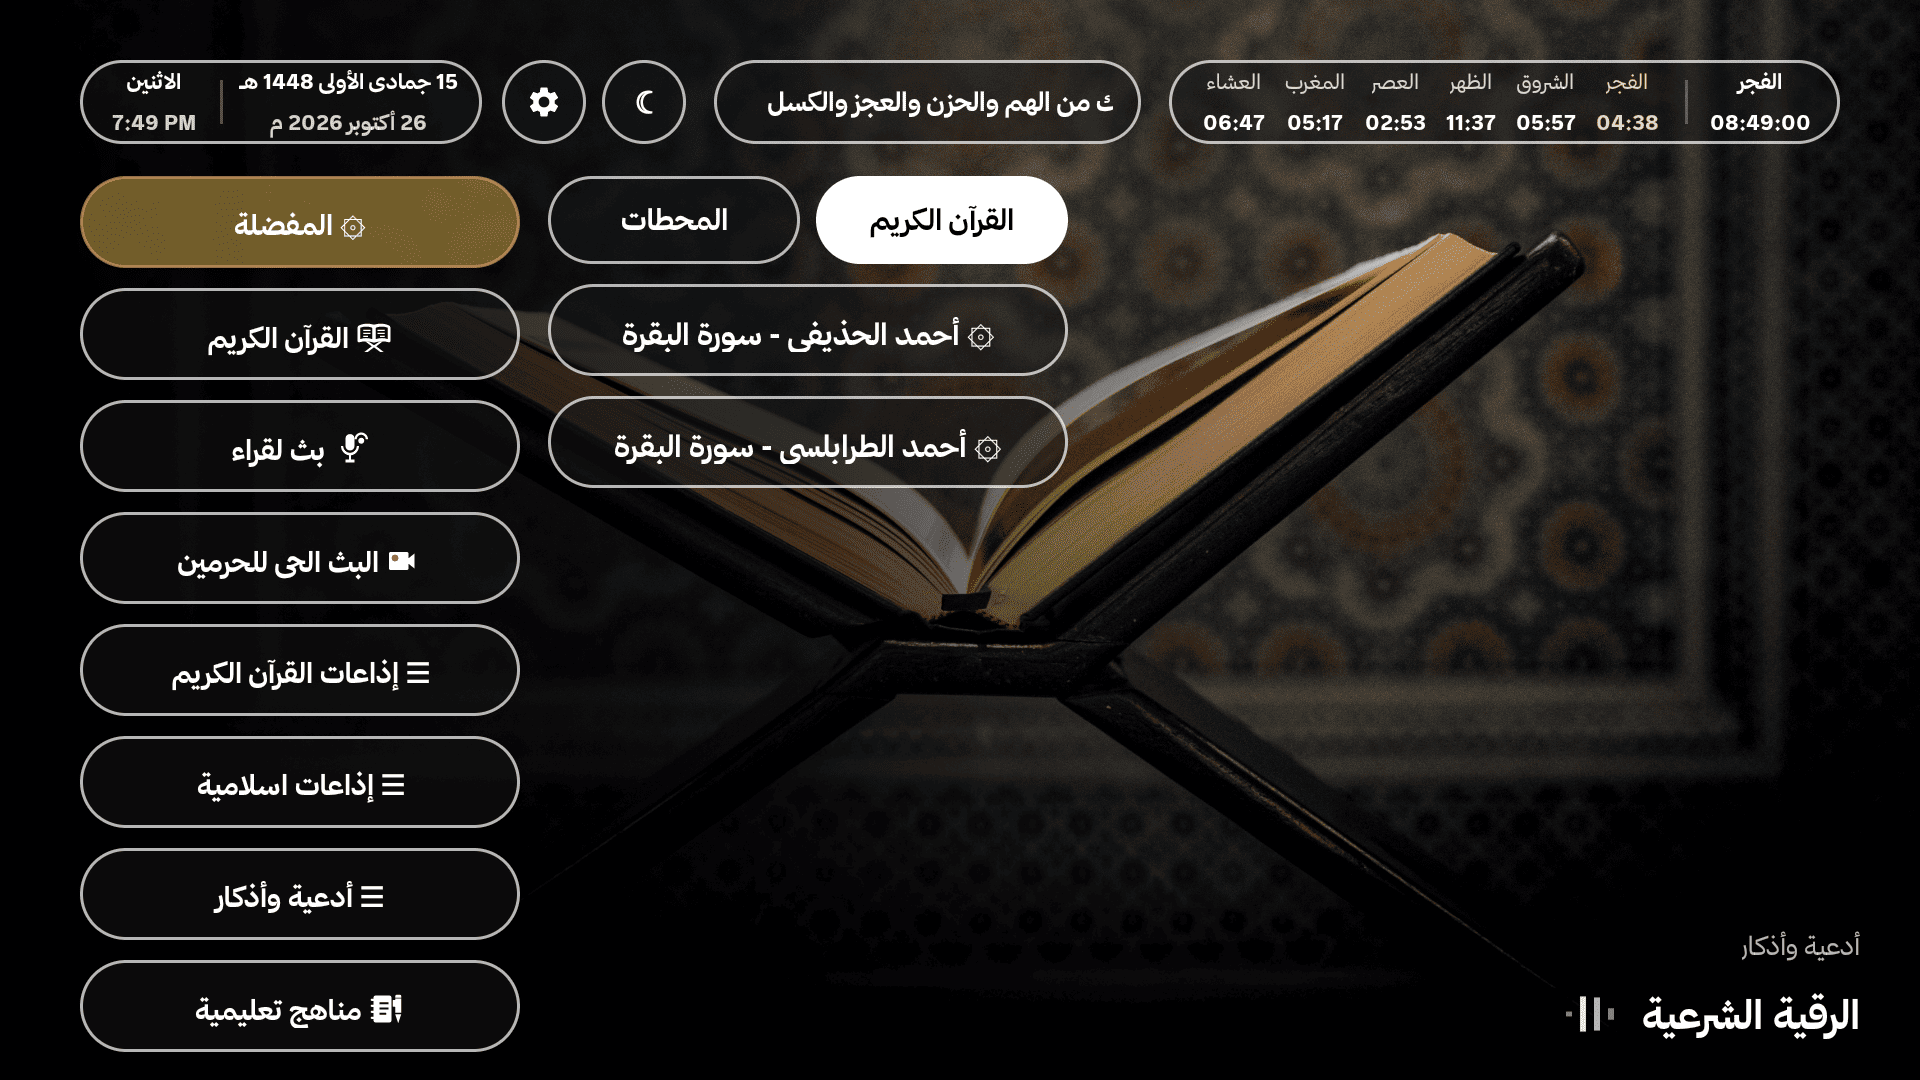 الفجر
08:49:00
الفجر
04:38
الشروق
05:57
الظهر
11:37
العصر
02:53
المغرب
05:17
العشاء
06:47
من الهم والحزن والعجز والكسل
15 جمادى الأولى 1448 هـ
26 أكتوبر 2026 م
الاثنين
7:49 PM
القرآن الكريم
المحطات
أحمد الحذيفي - سورة البقرة
أحمد الطرابلسي - سورة البقرة
المفضلة
القرآن الكريم
بث لقراء
البث الحي للحرمين
إذاعات القرآن الكريم
إذاعات اسلامية
أدعية وأذكار
مناهج تعليمية
أدعية وأذكار
الرقية الشرعية